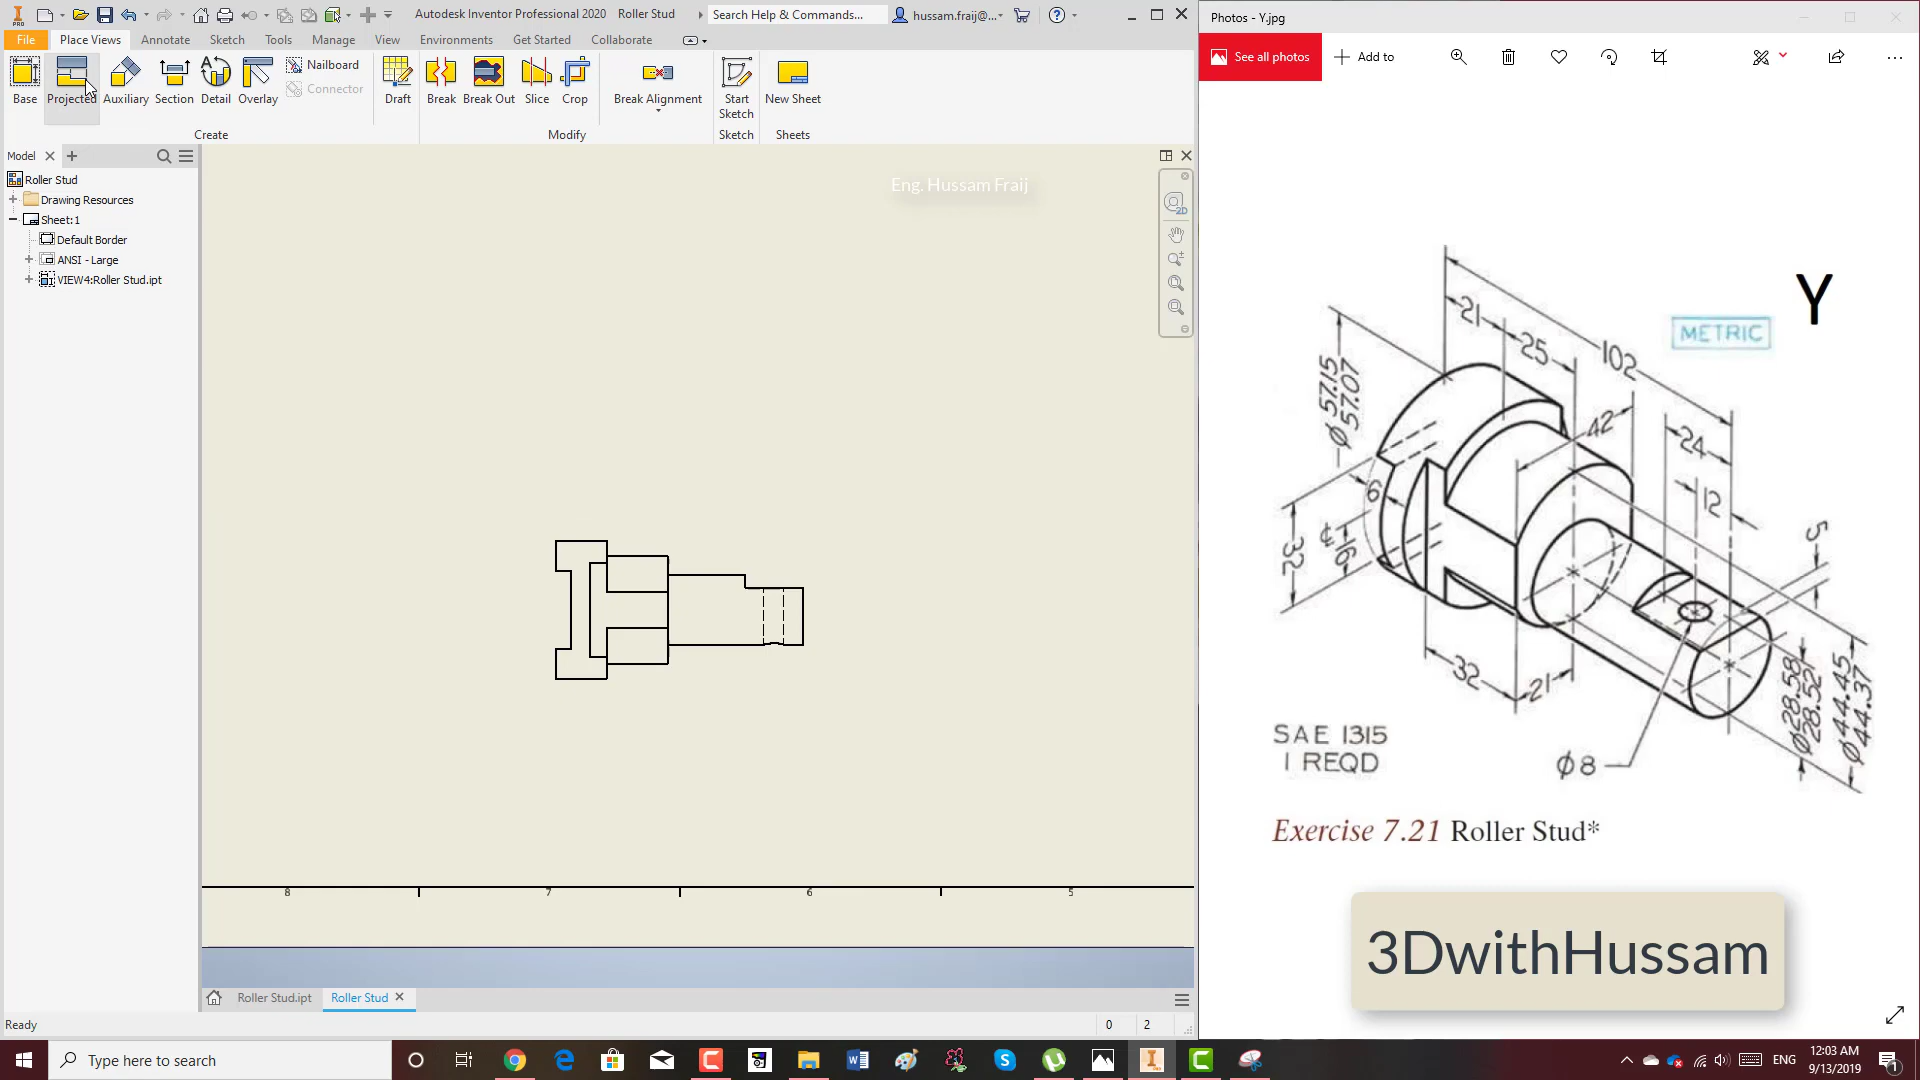 Autodesk Inventor Professional 2020 Roller Stud
Search Help & Commands...
hussam.fraij@...
File Place Views Annotate Sketch Tools Manage View Environments Get Started Collaborate
Base Projected Auxiliary Section Detail Overlay
Nailboard
Connector
Draft
Break Break Out Slice Crop
Break Alignment
Start Sketch
New Sheet
Create
Modify
Sketch
Sheets
Model
Roller Stud
Drawing Resources
Sheet:1
Default Border
ANSI - Large
VIEW4:Roller Stud.ipt
Eng. Hussam Fraij
2D
8 7 6 5
Roller Stud.ipt
Roller Stud
Ready
0 2
Photos - Y.jpg
See all photos
Add to
Y
METRIC
21
25
102
42
24
12
5
φ 57.15
57.07
6
32
℄
16
32
21
φ28.58
28.52
φ44.45
44.37
φ8
SAE 1315
1 REQD
Exercise 7.21 Roller Stud*
3DwithHussam
Type here to search
ENG
12:03 AM
9/13/2019
1